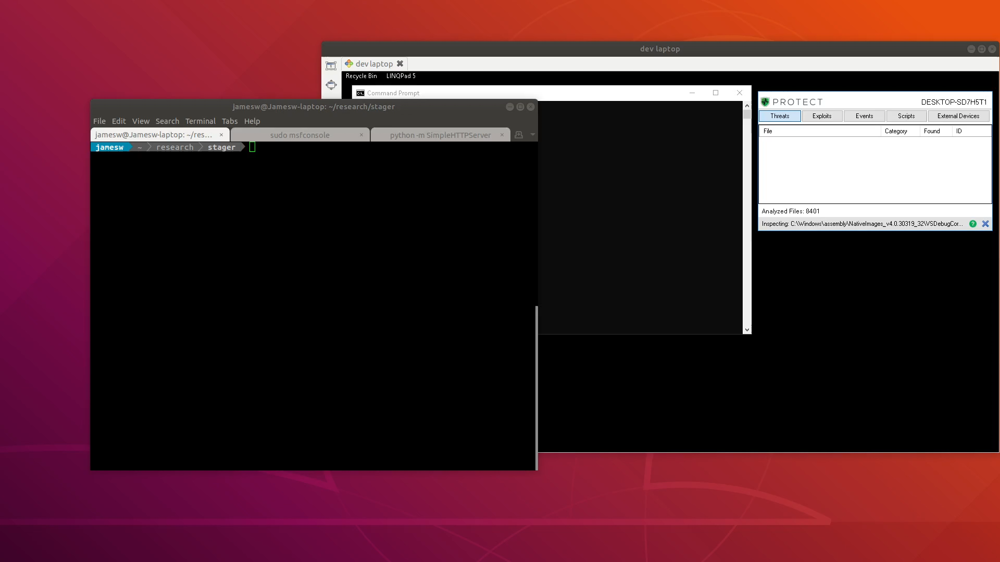 dev laptop
dev laptop
Recycle Bin LINQPad 5
Command Prompt
PROTECT DESKTOP-SD7H5T1
Threats Exploits Events Scripts External Devices
File Category Found ID
Analyzed Files: 8401
Inspecting: C:\Windows\assembly\NativeImages_v4.0.30319_32\VSDebugCor...
jamesw@Jamesw-laptop: ~/research/stager
File Edit View Search Terminal Tabs Help
jamesw@Jamesw-laptop: ~/res... sudo msfconsole python -m SimpleHTTPServer
jamesw ~ research stager